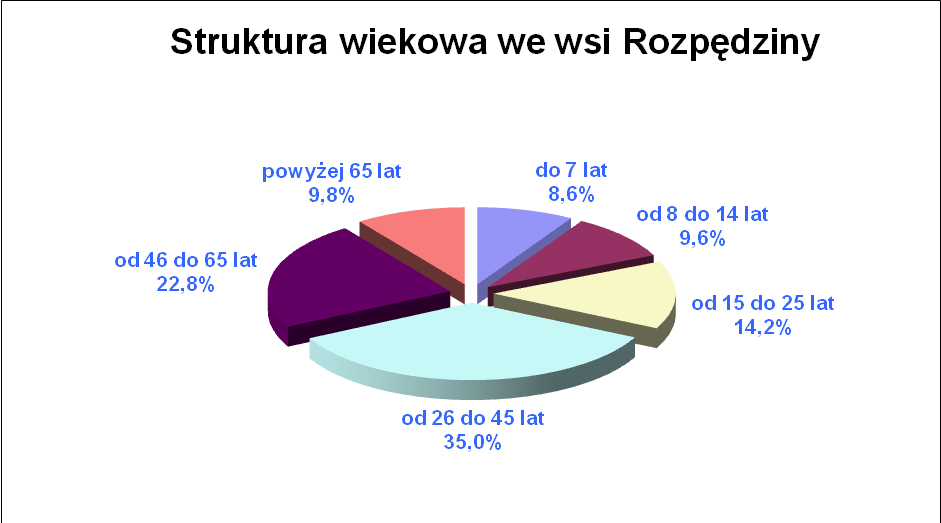 Struktura wiekowa we wsi Rozpędziny
powyżej 65 lat
9,8%
do 7 lat
8,6%
od 8 do 14 lat
9,6%
od 46 do 65 lat
22,8%
od 15 do 25 lat
14,2%
od 26 do 45 lat
35,0%